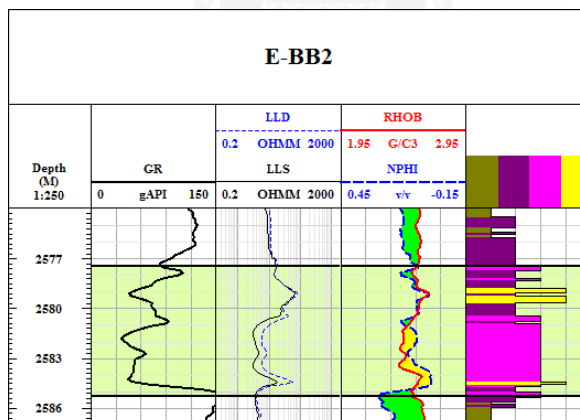 E-BB2
LLD
RHOB
0.2 OHMM 2000
1.95 G/C3 2.95
Depth
(M)
1:250
GR
LLS
NPHI
0 gAPI 150
0.2 OHMM 2000
0.45 v/v -0.15
2577
2580
2583
2586